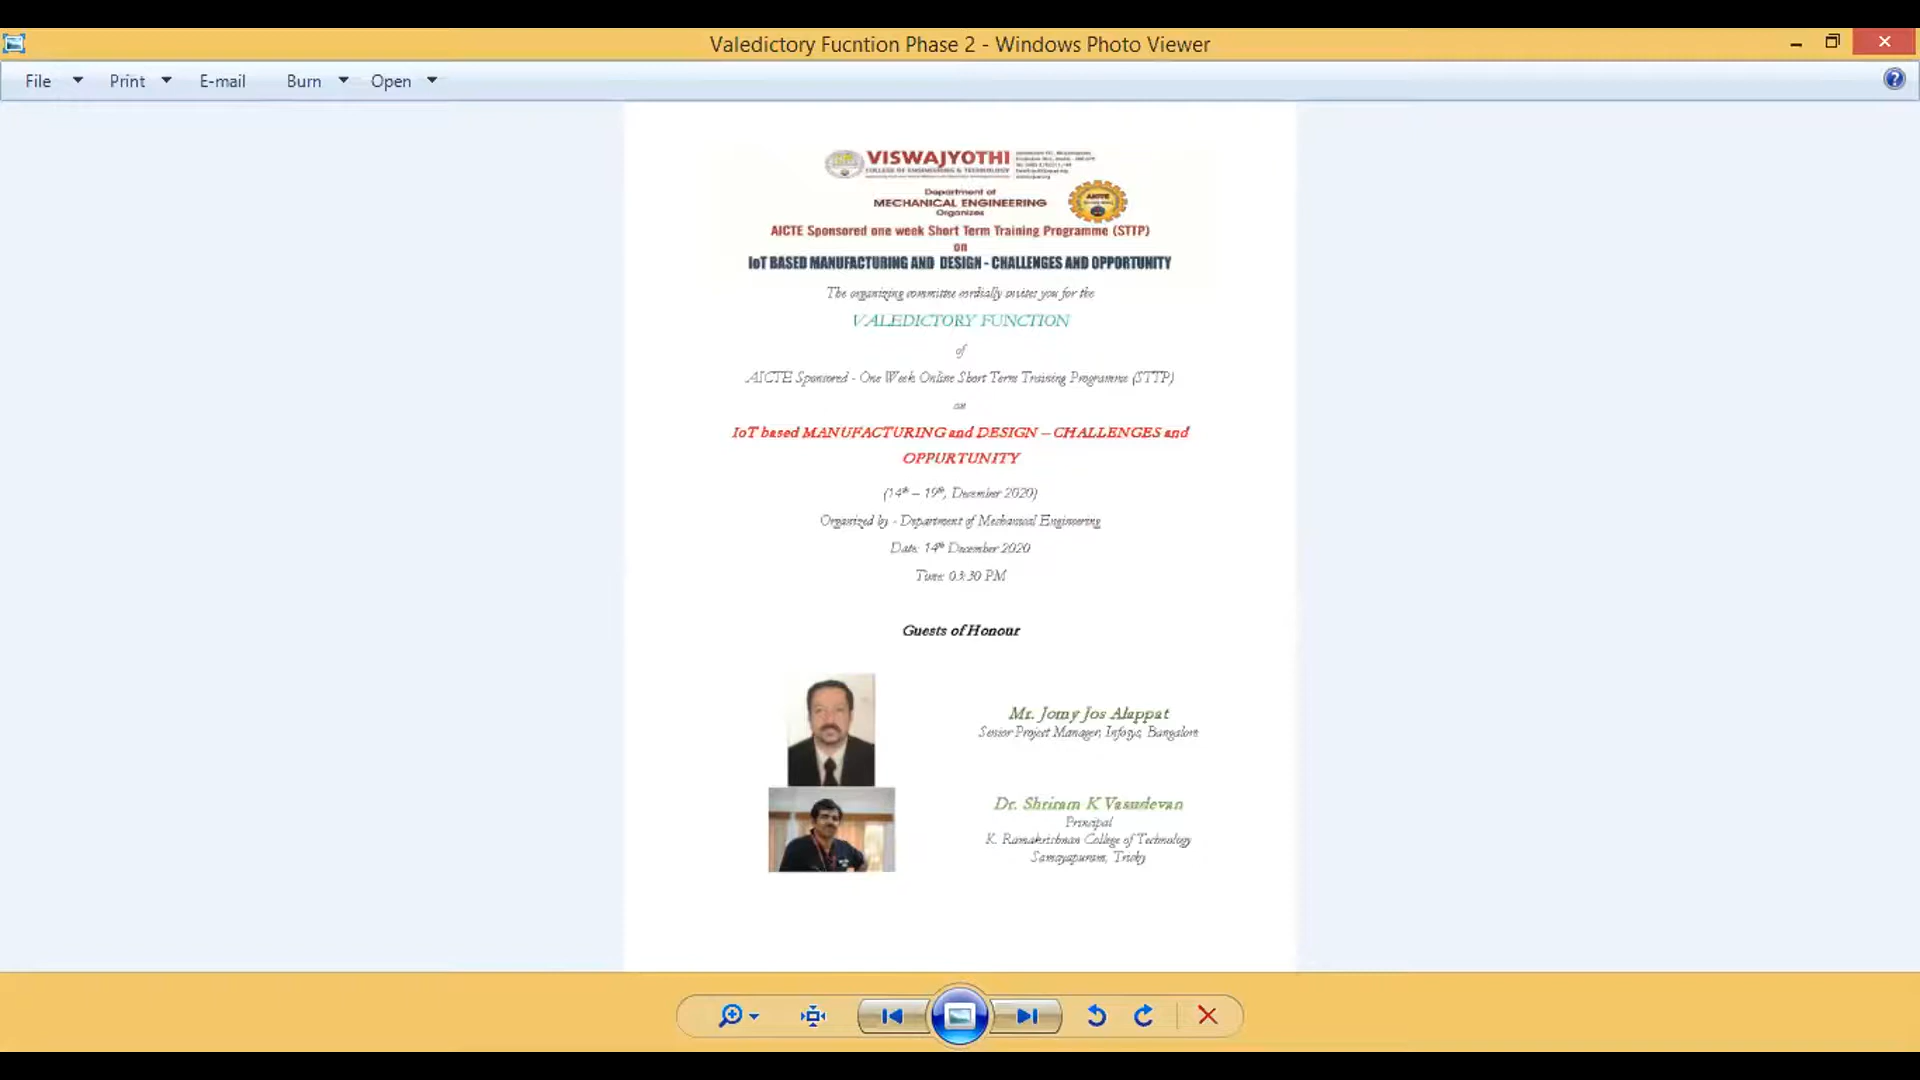 Valedictory Fucntion Phase 2 - Windows Photo Viewer
File Print E-mail Burn Open
VISWAJYOTHI
COLLEGE OF ENGINEERING & TECHNOLOGY
Department of
MECHANICAL ENGINEERING
Organizes
AICTE
AICTE Sponsored one week Short Term Training Programme (STTP)
on
IoT BASED MANUFACTURING AND DESIGN - CHALLENGES AND OPPORTUNITY
The organizing committee cordially invites you for the
VALEDICTORY FUNCTION
of
AICTE Sponsored - One Week Online Short Term Training Programme (STTP)
on
IoT based MANUFACTURING and DESIGN – CHALLENGES and
OPPURTUNITY
(14th – 19th, December 2020)
Organized by - Department of Mechanical Engineering
Date: 14th December 2020
Time: 03:30 PM
Guests of Honour
Mr. Jomy Jos Alappat
Senior Project Manager, Infosys, Bangalore
Dr. Shriram K Vasudevan
Principal
K. Ramakrishnan College of Technology
Samayapuram, Trichy